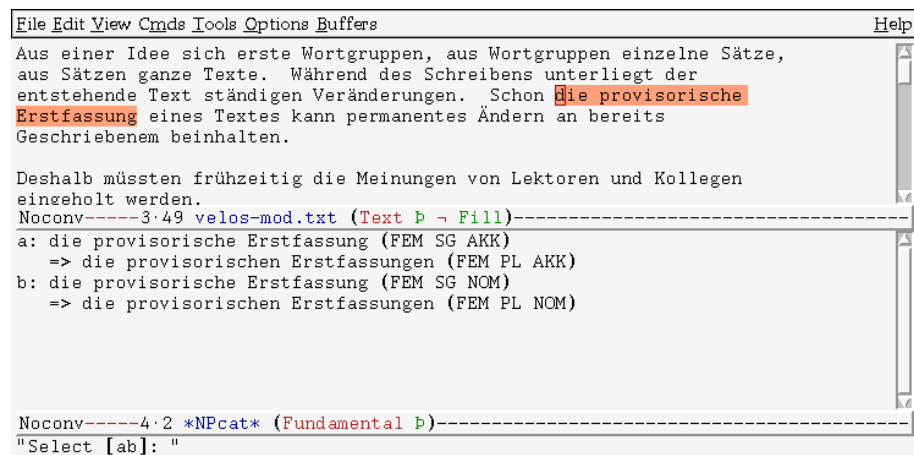 File Edit View Cmds Tools Options Buffers Help
Aus einer Idee sich erste Wortgruppen, aus Wortgruppen einzelne Sätze,
aus Sätzen ganze Texte.  Während des Schreibens unterliegt der
entstehende Text ständigen Veränderungen.  Schon die provisorische
Erstfassung eines Textes kann permanentes Ändern an bereits
Geschriebenem beinhalten.
Deshalb müssten frühzeitig die Meinungen von Lektoren und Kollegen
eingeholt werden.
Noconv-----3·49 velos-mod.txt (Text Þ ¬ Fill)--------------------------------------
a: die provisorische Erstfassung (FEM SG AKK)
=> die provisorischen Erstfassungen (FEM PL AKK)
b: die provisorische Erstfassung (FEM SG NOM)
=> die provisorischen Erstfassungen (FEM PL NOM)
Noconv-----4·2 *NPcat* (Fundamental Þ)---------------------------------------------
"Select [ab]: "